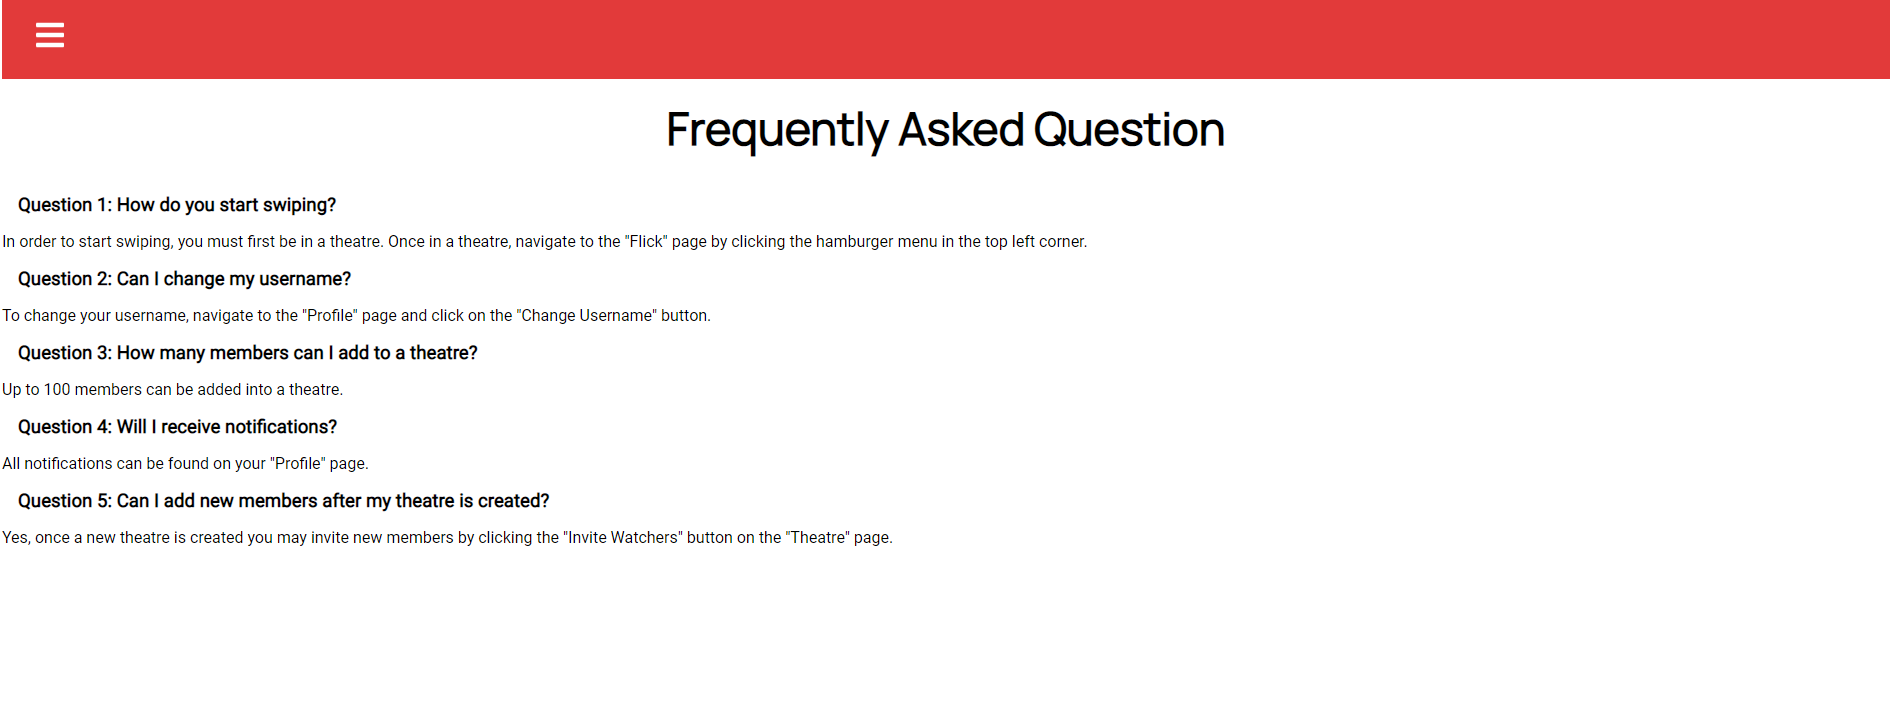 Frequently Asked Question
Question 1: How do you start swiping?
In order to start swiping, you must first be in a theatre. Once in a theatre, navigate to the "Flick" page by clicking the hamburger menu in the top left corner.
Question 2: Can I change my username?
To change your username, navigate to the "Profile" page and click on the "Change Username" button.
Question 3: How many members can I add to a theatre?
Up to 100 members can be added into a theatre.
Question 4: Will I receive notifications?
All notifications can be found on your "Profile" page.
Question 5: Can I add new members after my theatre is created?
Yes, once a new theatre is created you may invite new members by clicking the "Invite Watchers" button on the "Theatre" page.